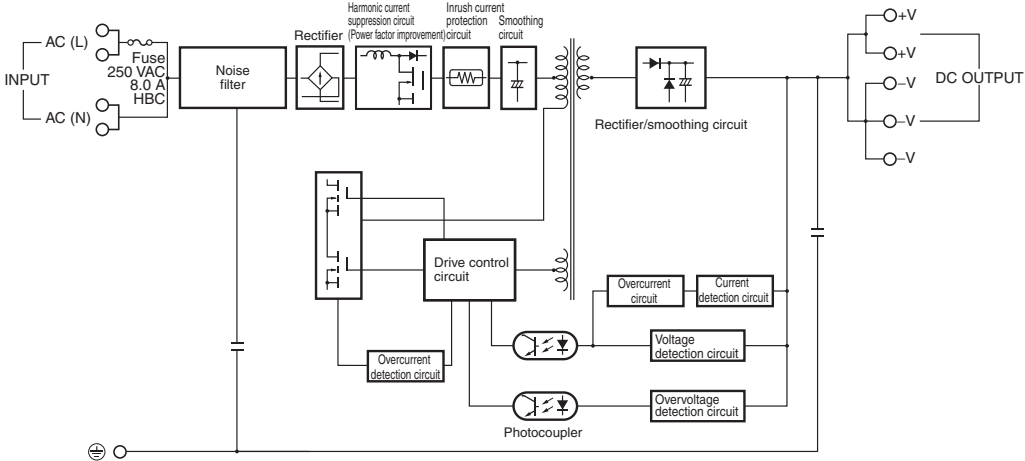 INPUT
AC (L)
AC (N)
Fuse
250 VAC
8.0 A
HBC
Noise
filter
Rectifier
Harmonic current
suppression circuit
(Power factor improvement)
Inrush current
protection
circuit
Smoothing
circuit
Rectifier/smoothing circuit
+V
+V
–V
–V
–V
DC OUTPUT
Drive control
circuit
Overcurrent
circuit
Current
detection circuit
Voltage
detection circuit
Overcurrent
detection circuit
Overvoltage
detection circuit
Photocoupler